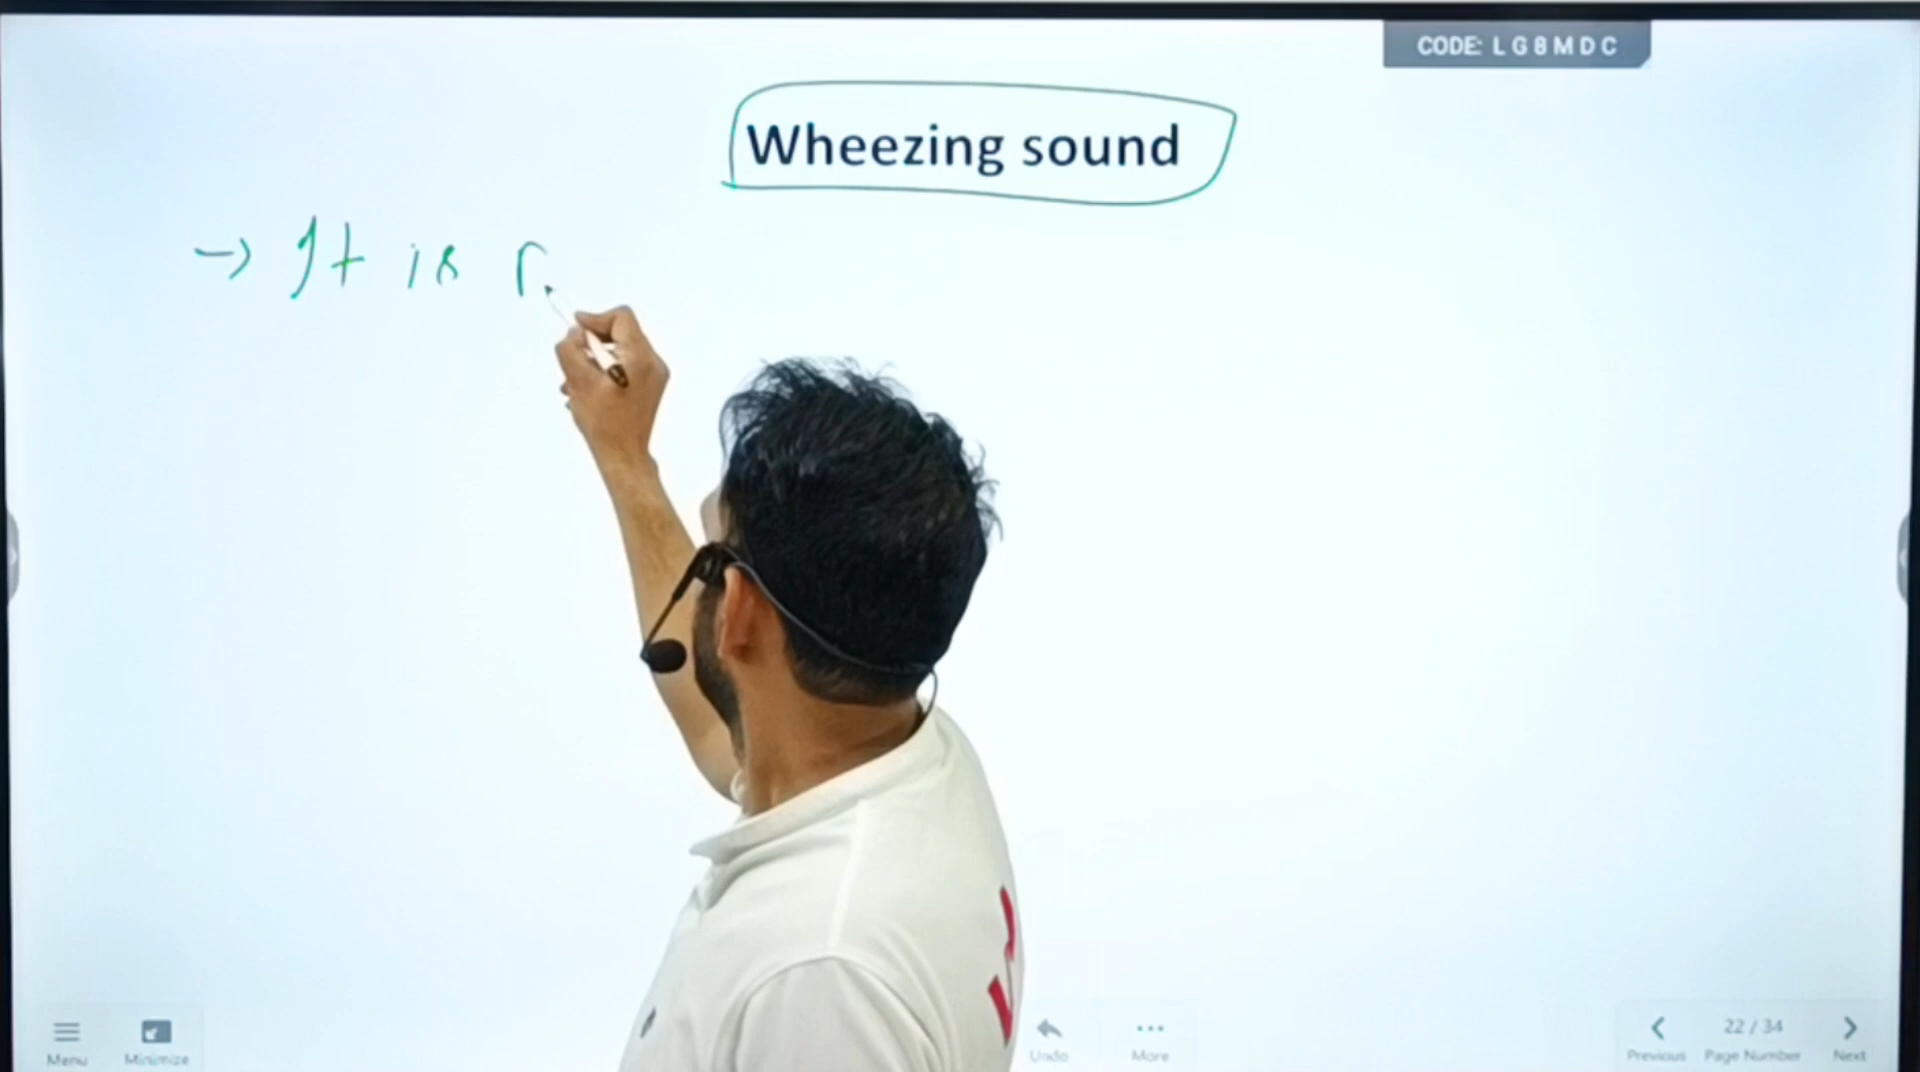 CODE: L G 8 M D C
Wheezing sound
→ It is
Menu
Minimize
Undo
More
22 / 34
Previous
Page Number
Next